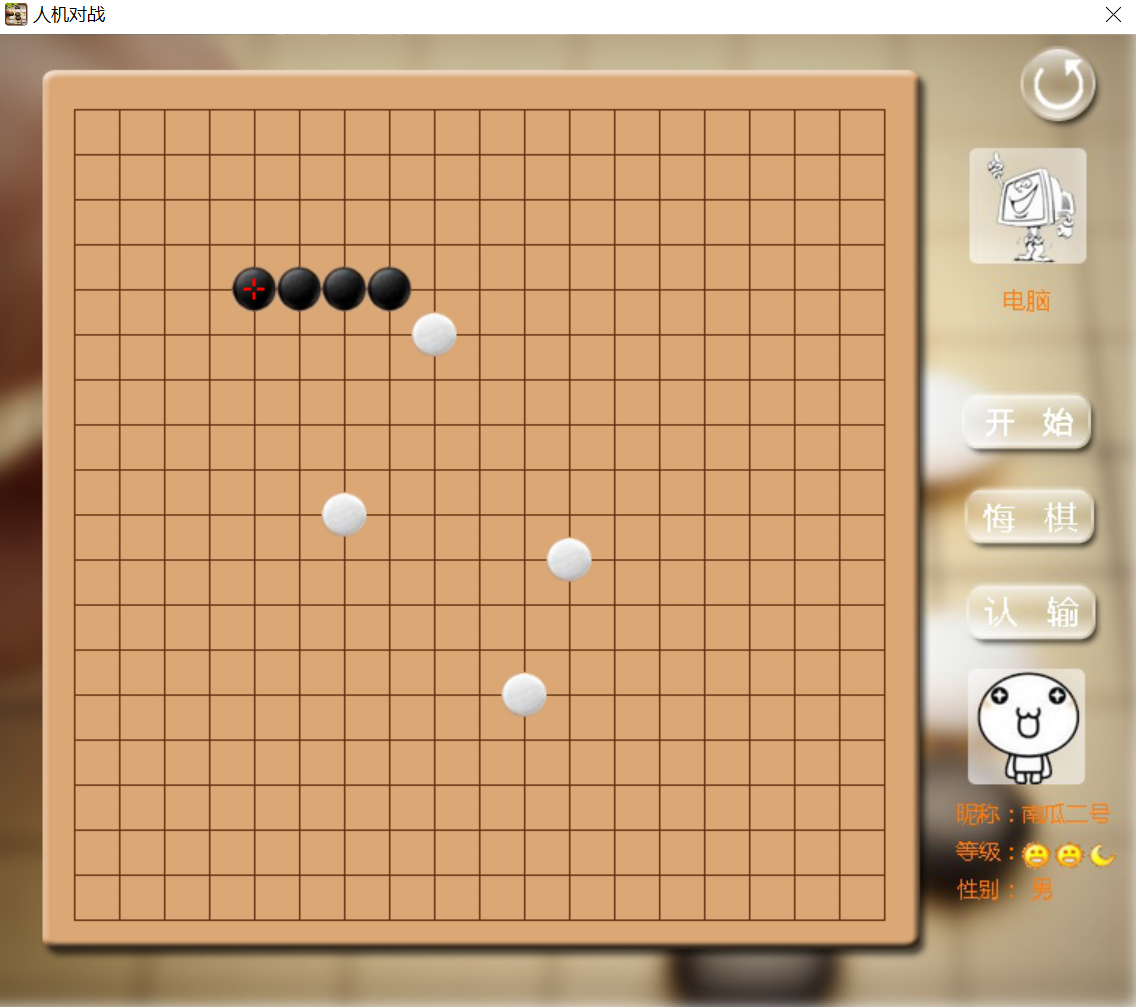 人机对战
电脑
开 始
悔 棋
认 输
昵称：南瓜二号
等级：
性别： 男